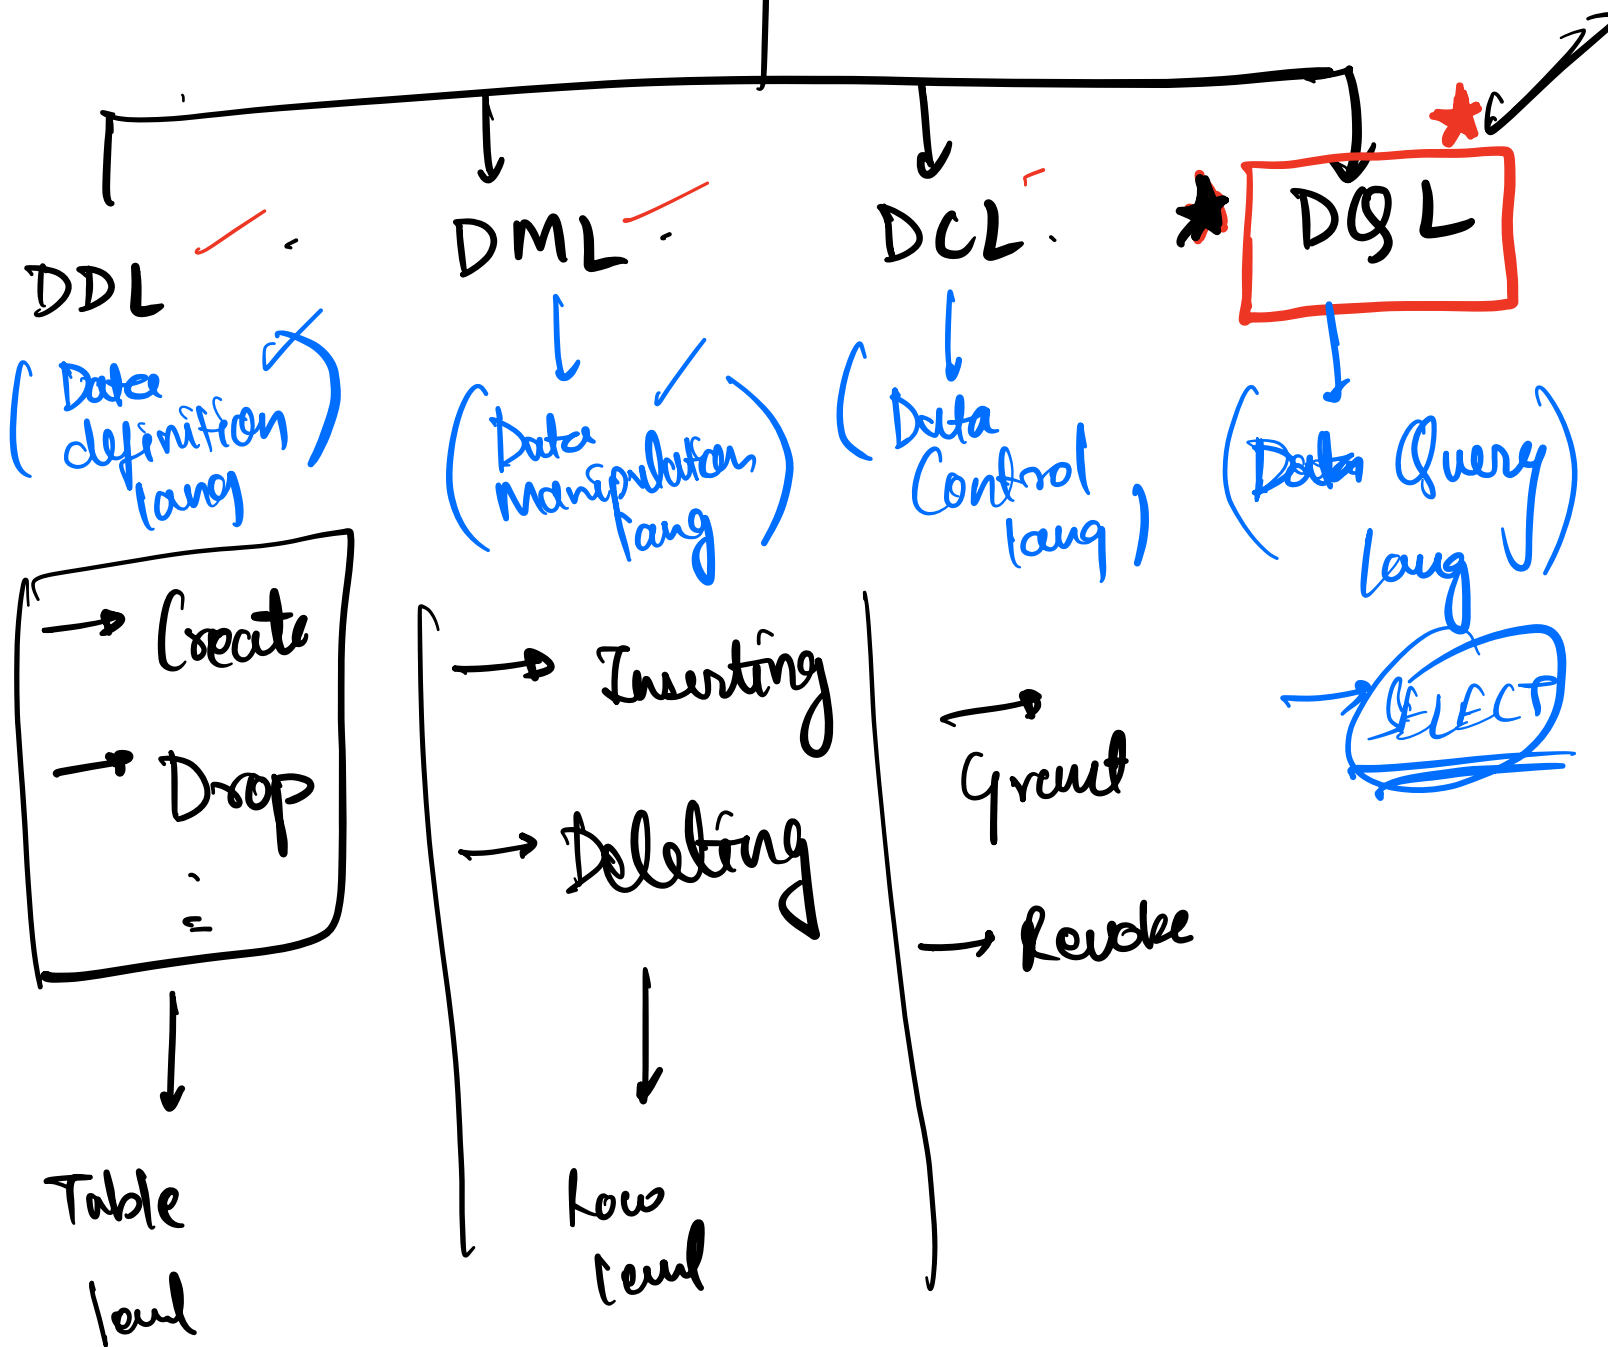 DDL
(Data
definition
lang)
Create
Drop
Table
level
DML
(Data
Manipulation
lang)
Inserting
Deleting
Row
level
DCL
(Data
Control
lang)
Grant
Revoke
DQL
(Data Query
lang)
SELECT